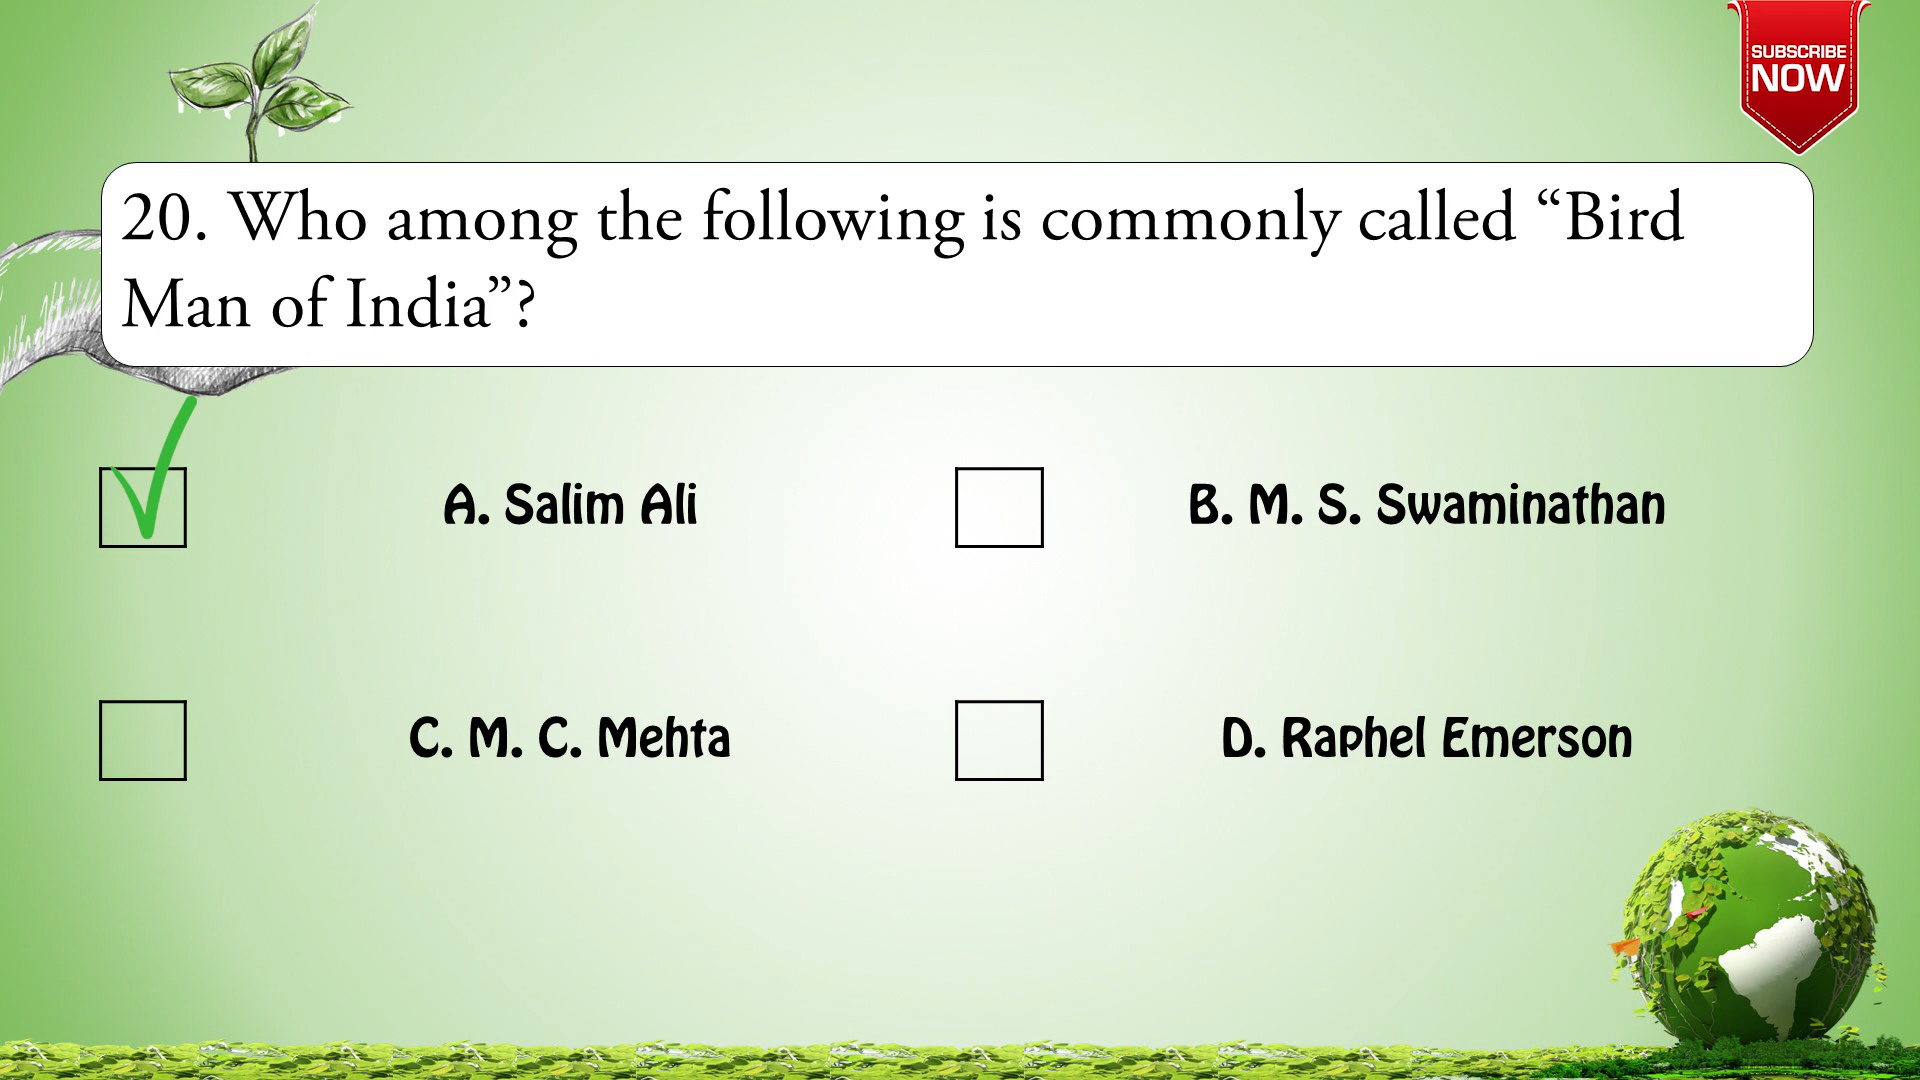 SUBSCRIBE
NOW
20. Who among the following is commonly called “Bird
Man of India”?
A. Salim Ali
B. M. S. Swaminathan
C. M. C. Mehta
D. Raphel Emerson